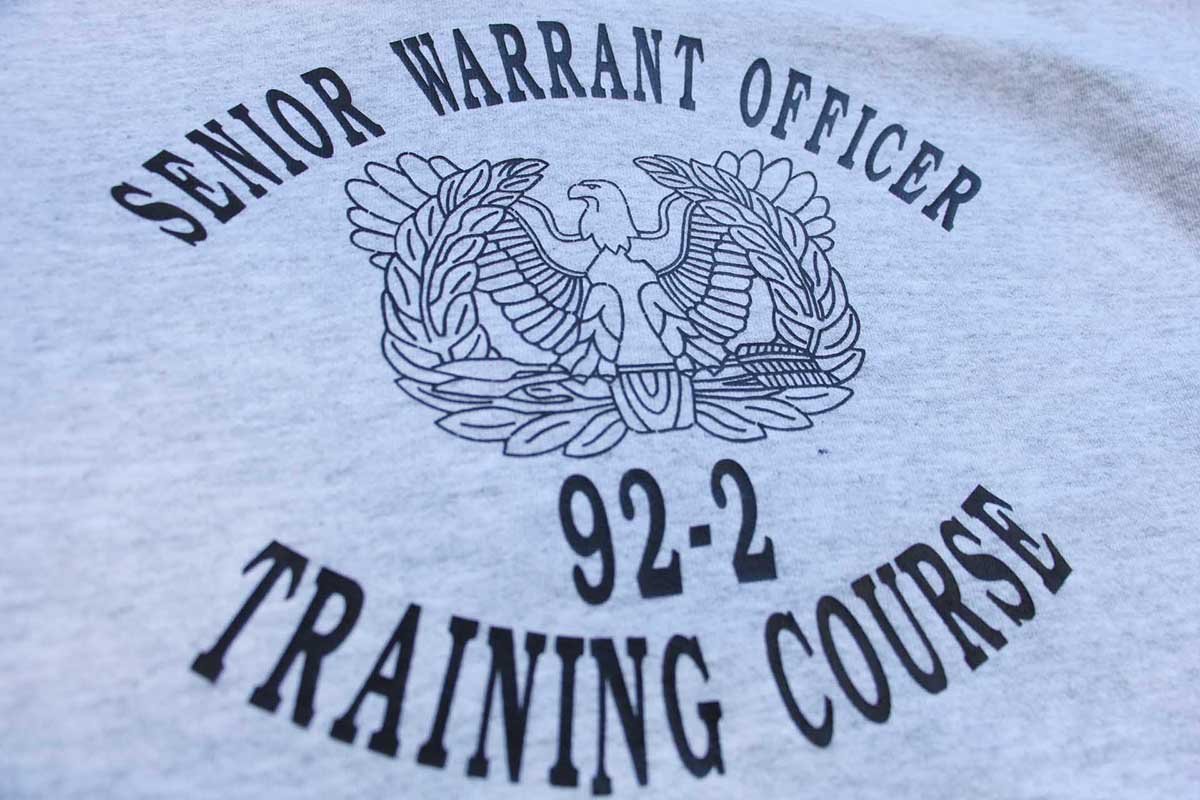 SENIOR WARRANT OFFICER
92-2
TRAINING COURSE